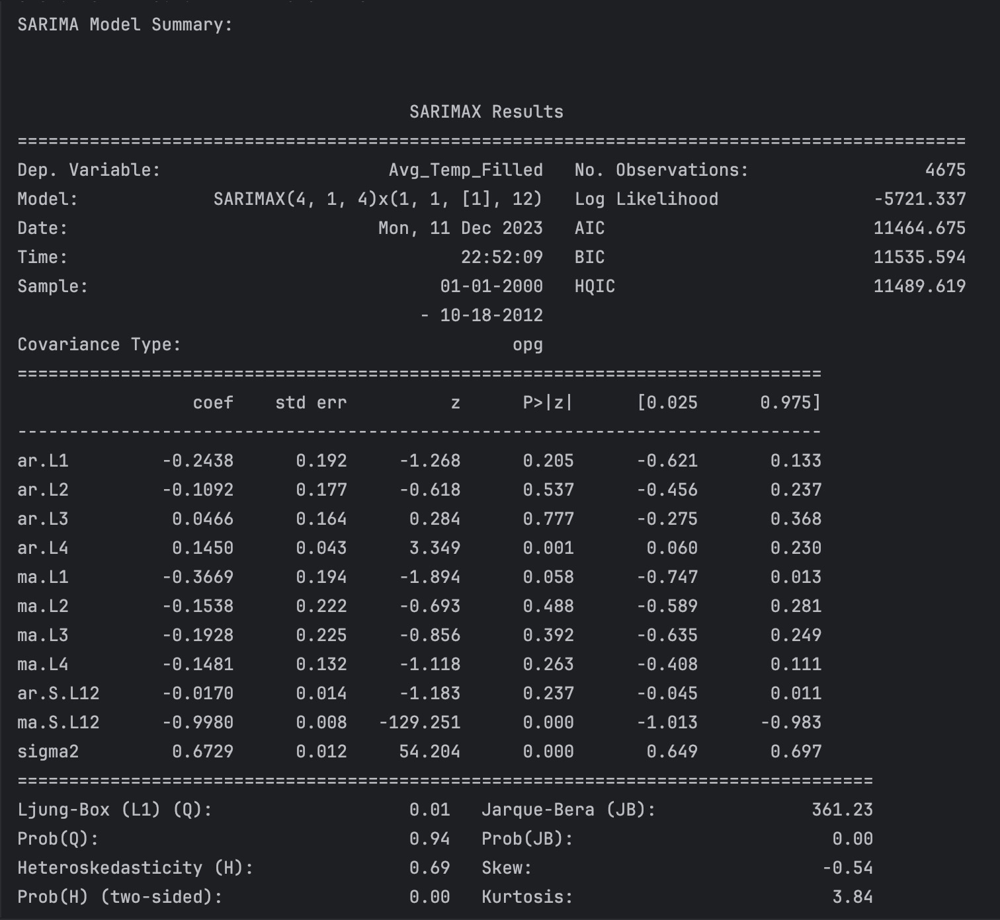 SARIMA Model Summary:
SARIMAX Results
==============================================================================================
Dep. Variable:                      Avg_Temp_Filled   No. Observations:                 4675
Model:             SARIMAX(4, 1, 4)x(1, 1, [1], 12)   Log Likelihood               -5721.337
Date:                              Mon, 11 Dec 2023   AIC                          11464.675
Time:                                      22:52:09   BIC                          11535.594
Sample:                                  01-01-2000   HQIC                         11489.619
                                       - 10-18-2012
Covariance Type:                                opg
==============================================================================
                 coef    std err          z      P>|z|      [0.025      0.975]
------------------------------------------------------------------------------
ar.L1         -0.2438      0.192     -1.268      0.205      -0.621       0.133
ar.L2         -0.1092      0.177     -0.618      0.537      -0.456       0.237
ar.L3          0.0466      0.164      0.284      0.777      -0.275       0.368
ar.L4          0.1450      0.043      3.349      0.001       0.060       0.230
ma.L1         -0.3669      0.194     -1.894      0.058      -0.747       0.013
ma.L2         -0.1538      0.222     -0.693      0.488      -0.589       0.281
ma.L3         -0.1928      0.225     -0.856      0.392      -0.635       0.249
ma.L4         -0.1481      0.132     -1.118      0.263      -0.408       0.111
ar.S.L12      -0.0170      0.014     -1.183      0.237      -0.045       0.011
ma.S.L12      -0.9980      0.008   -129.251      0.000      -1.013      -0.983
sigma2         0.6729      0.012     54.204      0.000       0.649       0.697
===================================================================================
Ljung-Box (L1) (Q):                   0.01   Jarque-Bera (JB):               361.23
Prob(Q):                              0.94   Prob(JB):                         0.00
Heteroskedasticity (H):               0.69   Skew:                            -0.54
Prob(H) (two-sided):                  0.00   Kurtosis:                         3.84